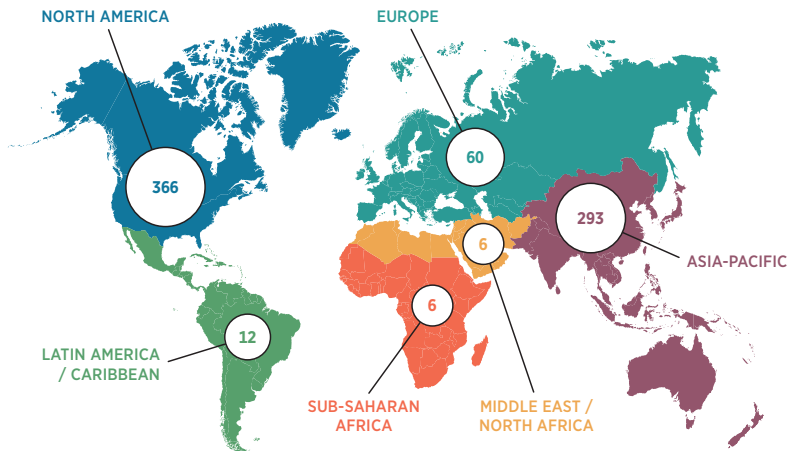 NORTH AMERICA
EUROPE
366
60
293
6
ASIA-PACIFIC
6
12
LATIN AMERICA
/ CARIBBEAN
SUB-SAHARAN
AFRICA
MIDDLE EAST /
NORTH AFRICA